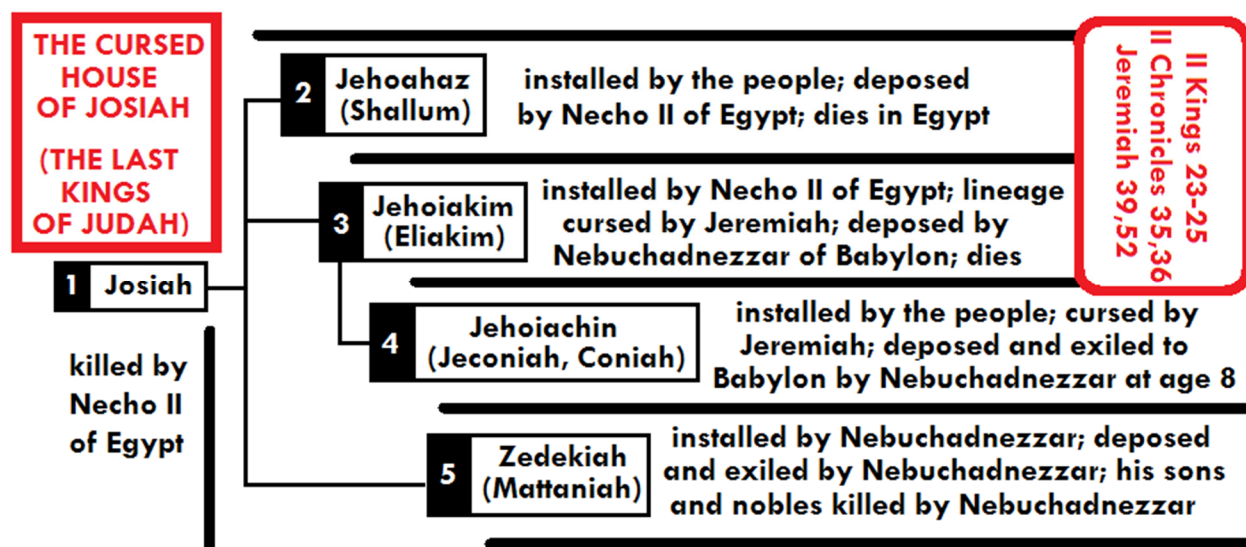 THE CURSED
HOUSE
OF JOSIAH
(THE LAST
KINGS
OF JUDAH)
II Kings 23-25
II Chronicles 35,36
Jeremiah 39,52
1 Josiah
killed by
Necho II
of Egypt
2 Jehoahaz
(Shallum)
installed by the people; deposed
by Necho II of Egypt; dies in Egypt
3 Jehoiakim
(Eliakim)
installed by Necho II of Egypt; lineage
cursed by Jeremiah; deposed by
Nebuchadnezzar of Babylon; dies
4 Jehoiachin
(Jeconiah, Coniah)
installed by the people; cursed by
Jeremiah; deposed and exiled to
Babylon by Nebuchadnezzar at age 8
5 Zedekiah
(Mattaniah)
installed by Nebuchadnezzar; deposed
and exiled by Nebuchadnezzar; his sons
and nobles killed by Nebuchadnezzar